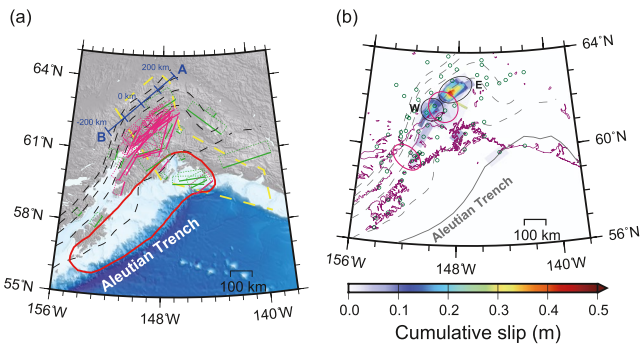 (a)
(b)
64°N
61°N
58°N
55°N
156°W
148°W
140°W
200 km
A
0 km
-200 km
B
Aleutian Trench
100 km
64°N
60°N
56°N
156°W
148°W
140°W
E
W
Aleutian Trench
100 km
0.0 0.1 0.2 0.3 0.4 0.5
Cumulative slip (m)